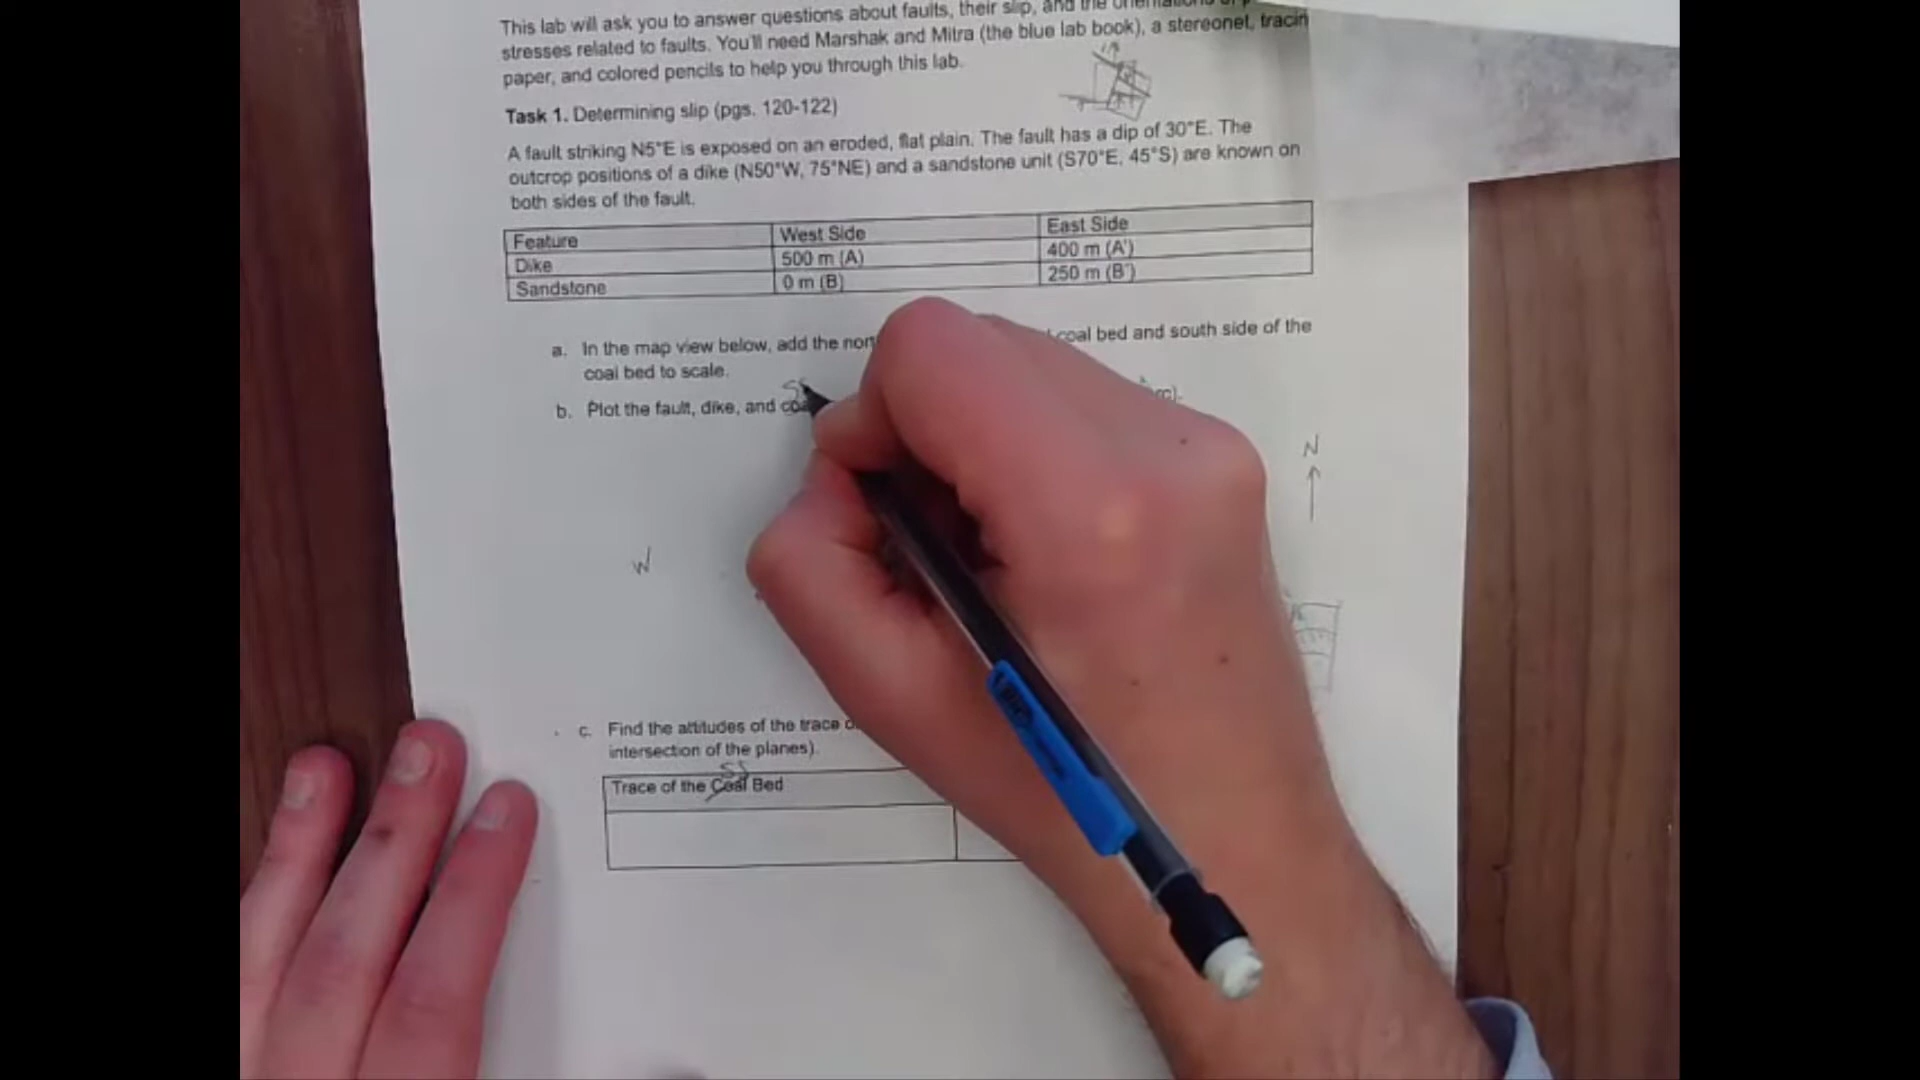 This lab will ask you to answer questions about faults, their slip, and the
stresses related to faults. You'll need Marshak and Mitra (the blue lab book), a stereonet, tracin
paper, and colored pencils to help you through this lab.
Task 1. Determining slip (pgs. 120-122)
A fault striking N5°E is exposed on an eroded, flat plain. The fault has a dip of 30°E. The
outcrop positions of a dike (N50°W, 75°NE) and a sandstone unit (S70°E, 45°S) are known on
both sides of the fault.
Feature West Side East Side
Dike 500 m (A) 400 m (A')
Sandstone 0 m (B) 250 m (B')
a. In the map view below, add the nor coal bed and south side of the
coal bed to scale.
SS
b. Plot the fault, dike, and coa rc).
N
W
c. Find the attitudes of the trace o
intersection of the planes).
SS
Trace of the Coal Bed